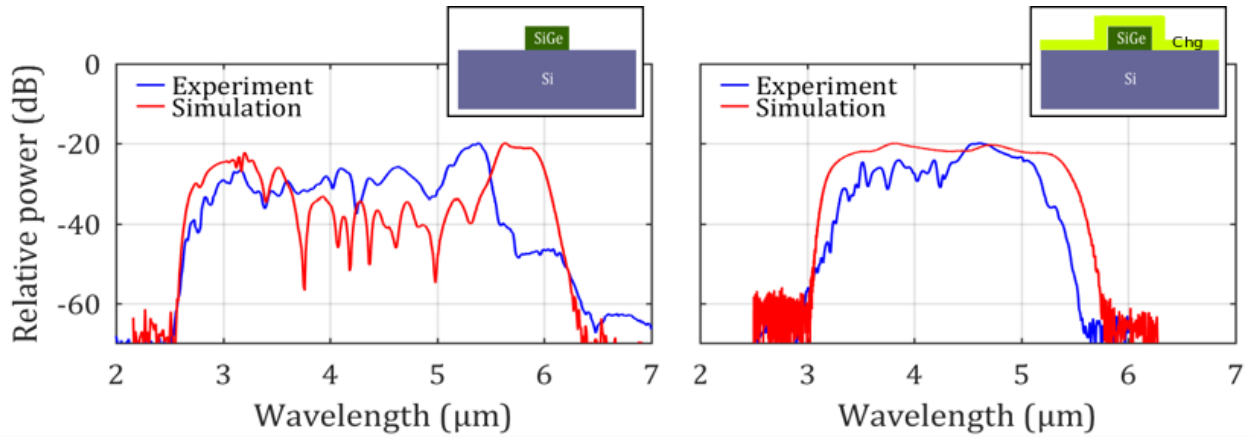 SiGe
Si
0
-20
-40
-60
Relative power (dB)
Experiment
Simulation
2 3 4 5 6 7
Wavelength (μm)
SiGe
Chg
Si
Experiment
Simulation
2 3 4 5 6 7
Wavelength (μm)